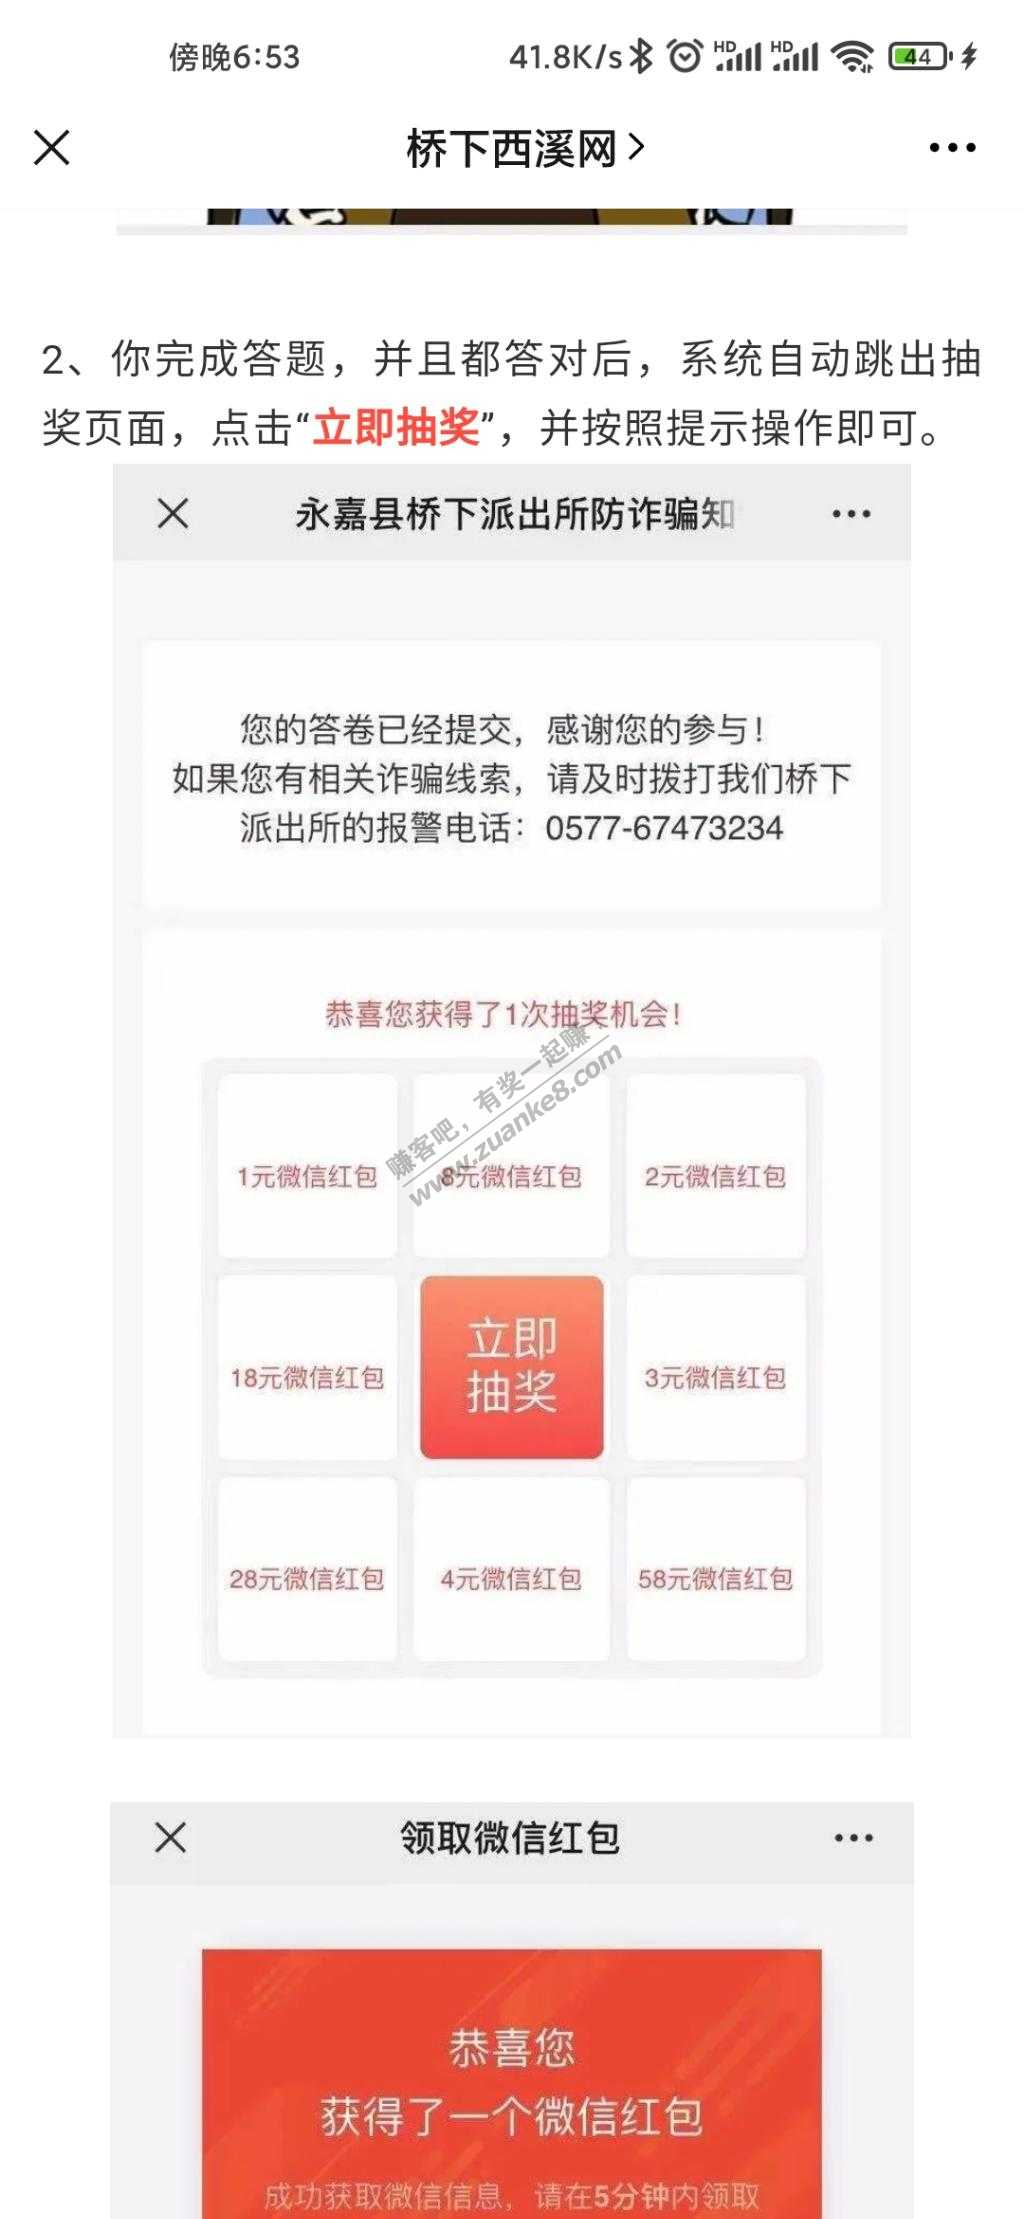 傍晚6:53
41.8K/s
HD
HD
44
桥下西溪网
2、你完成答题，并且都答对后，系统自动跳出抽
奖页面，点击“立即抽奖”，并按照提示操作即可。
永嘉县桥下派出所防诈骗知
您的答卷已经提交，感谢您的参与！
如果您有相关诈骗线索，请及时拨打我们桥下
派出所的报警电话：0577-67473234
恭喜您获得了1次抽奖机会！
赚客吧，有奖一起赚
www.zuanke8.com
1元微信红包
8元微信红包
2元微信红包
18元微信红包
立即
抽奖
3元微信红包
28元微信红包
4元微信红包
58元微信红包
领取微信红包
恭喜您
获得了一个微信红包
成功获取微信信息，请在5分钟内领取